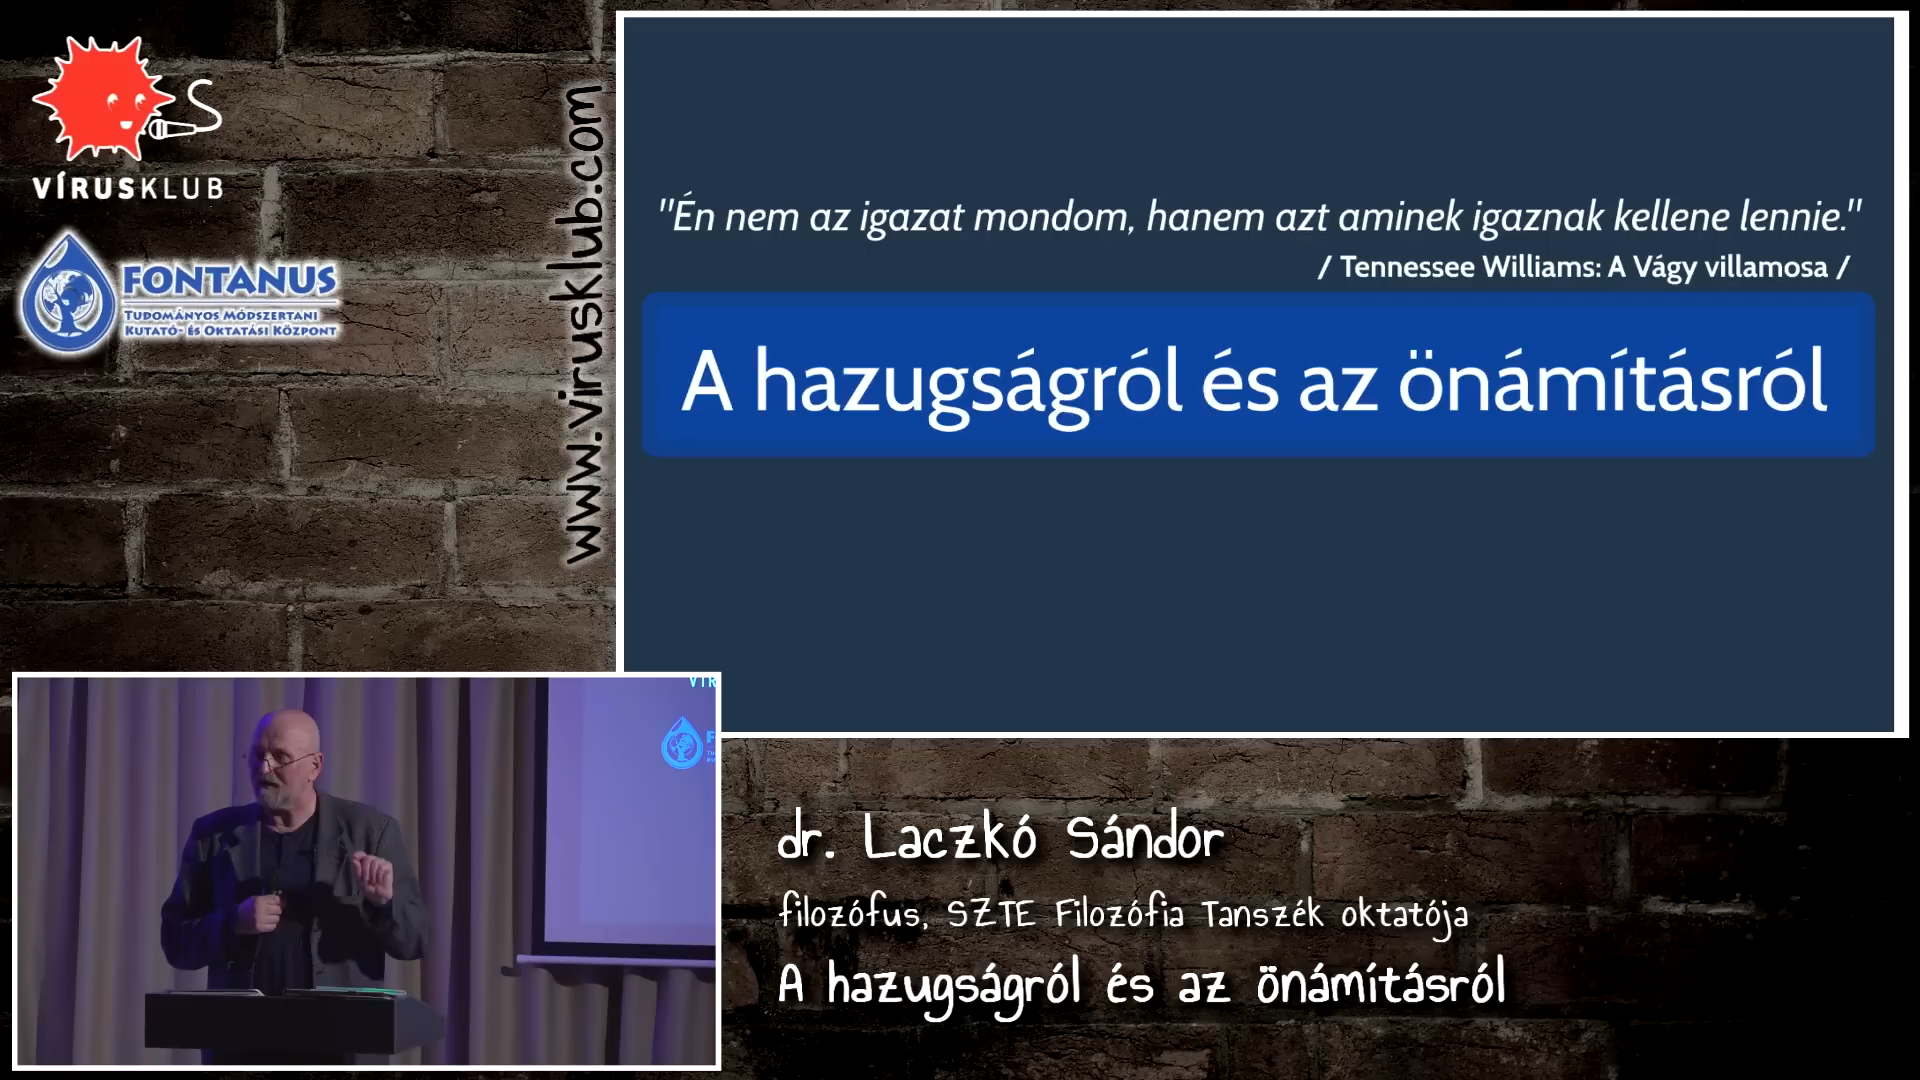 VÍRUSKLUB
FONTANUS
TUDOMÁNYOS MÓDSZERTANI
KUTATÓ- ÉS OKTATÁSI KÖZPONT
www.virusklub.com
"Én nem az igazat mondom, hanem azt aminek igaznak kellene lennie."
/ Tennessee Williams: A Vágy villamosa /
A hazugságról és az önámításról
VÍR
dr. Laczkó Sándor
filozófus, SZTE Filozófia Tanszék oktatója
A hazugságról és az önámításról